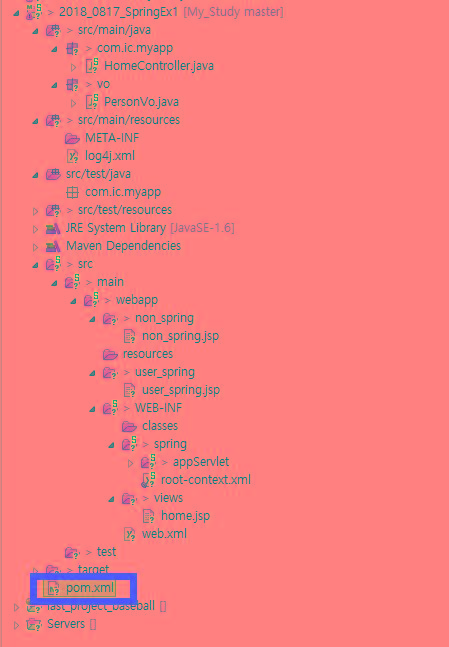 > 2018_0817_SpringEx1 [My_Study master]
> src/main/java
> com.ic.myapp
> HomeController.java
> vo
> PersonVo.java
> src/main/resources
META-INF
log4j.xml
src/test/java
com.ic.myapp
> src/test/resources
JRE System Library [JavaSE-1.6]
Maven Dependencies
> src
> main
> webapp
> non_spring
non_spring.jsp
resources
> user_spring
user_spring.jsp
> WEB-INF
classes
> spring
> appServlet
root-context.xml
> views
home.jsp
web.xml
> test
> target
pom.xml
last_project_baseball []
Servers []